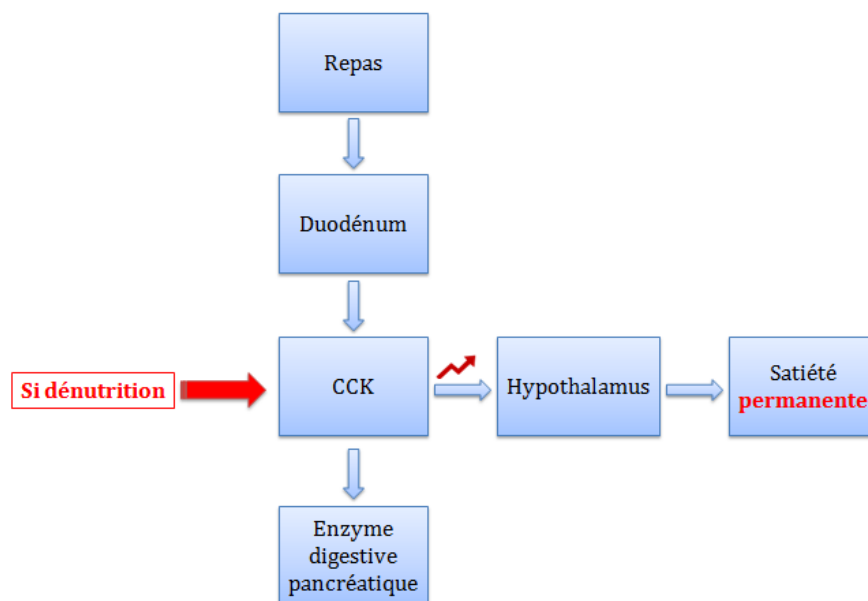 Repas
Duodénum
Si dénutrition
CCK
Hypothalamus
Satiété
permanente
Enzyme
digestive
pancréatique